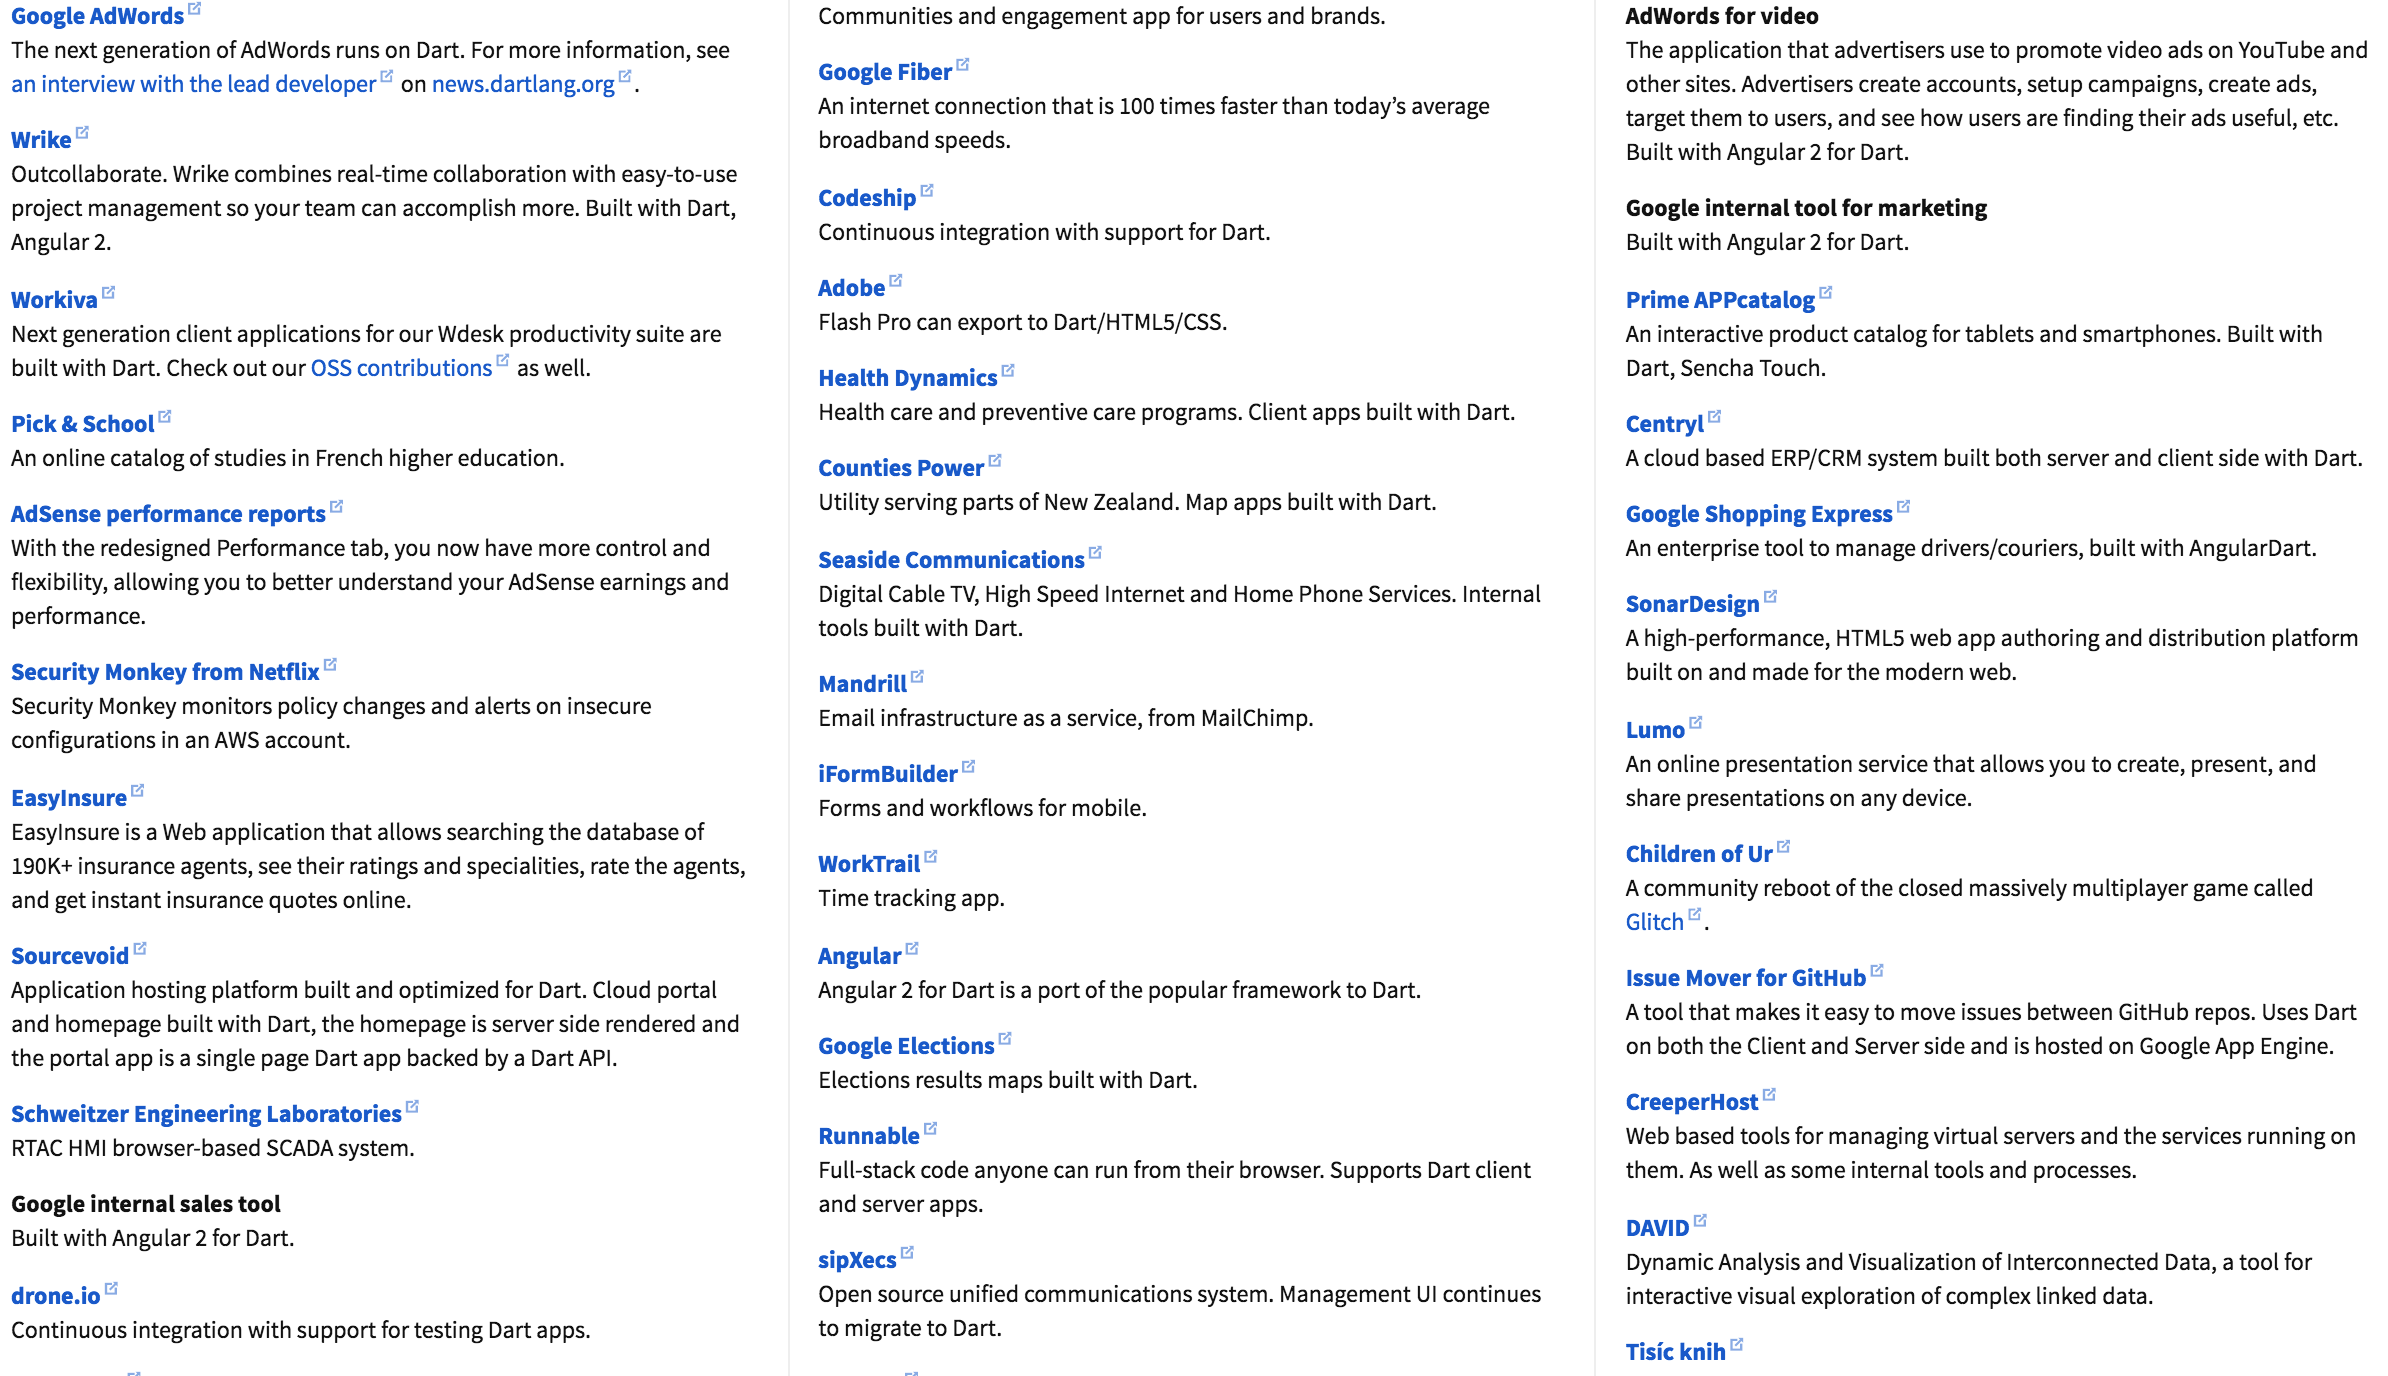 Google AdWords
The next generation of AdWords runs on Dart. For more information, see
an interview with the lead developer on news.dartlang.org.
Wrike
Outcollaborate. Wrike combines real-time collaboration with easy-to-use
project management so your team can accomplish more. Built with Dart,
Angular 2.
Workiva
Next generation client applications for our Wdesk productivity suite are
built with Dart. Check out our OSS contributions as well.
Pick & School
An online catalog of studies in French higher education.
AdSense performance reports
With the redesigned Performance tab, you now have more control and
flexibility, allowing you to better understand your AdSense earnings and
performance.
Security Monkey from Netflix
Security Monkey monitors policy changes and alerts on insecure
configurations in an AWS account.
EasyInsure
EasyInsure is a Web application that allows searching the database of
190K+ insurance agents, see their ratings and specialities, rate the agents,
and get instant insurance quotes online.
Sourcevoid
Application hosting platform built and optimized for Dart. Cloud portal
and homepage built with Dart, the homepage is server side rendered and
the portal app is a single page Dart app backed by a Dart API.
Schweitzer Engineering Laboratories
RTAC HMI browser-based SCADA system.
Google internal sales tool
Built with Angular 2 for Dart.
drone.io
Continuous integration with support for testing Dart apps.
Communities and engagement app for users and brands.
Google Fiber
An internet connection that is 100 times faster than today’s average
broadband speeds.
Codeship
Continuous integration with support for Dart.
Adobe
Flash Pro can export to Dart/HTML5/CSS.
Health Dynamics
Health care and preventive care programs. Client apps built with Dart.
Counties Power
Utility serving parts of New Zealand. Map apps built with Dart.
Seaside Communications
Digital Cable TV, High Speed Internet and Home Phone Services. Internal
tools built with Dart.
Mandrill
Email infrastructure as a service, from MailChimp.
iFormBuilder
Forms and workflows for mobile.
WorkTrail
Time tracking app.
Angular
Angular 2 for Dart is a port of the popular framework to Dart.
Google Elections
Elections results maps built with Dart.
Runnable
Full-stack code anyone can run from their browser. Supports Dart client
and server apps.
sipXecs
Open source unified communications system. Management UI continues
to migrate to Dart.
AdWords for video
The application that advertisers use to promote video ads on YouTube and
other sites. Advertisers create accounts, setup campaigns, create ads,
target them to users, and see how users are finding their ads useful, etc.
Built with Angular 2 for Dart.
Google internal tool for marketing
Built with Angular 2 for Dart.
Prime APPcatalog
An interactive product catalog for tablets and smartphones. Built with
Dart, Sencha Touch.
Centryl
A cloud based ERP/CRM system built both server and client side with Dart.
Google Shopping Express
An enterprise tool to manage drivers/couriers, built with AngularDart.
SonarDesign
A high-performance, HTML5 web app authoring and distribution platform
built on and made for the modern web.
Lumo
An online presentation service that allows you to create, present, and
share presentations on any device.
Children of Ur
A community reboot of the closed massively multiplayer game called
Glitch.
Issue Mover for GitHub
A tool that makes it easy to move issues between GitHub repos. Uses Dart
on both the Client and Server side and is hosted on Google App Engine.
CreeperHost
Web based tools for managing virtual servers and the services running on
them. As well as some internal tools and processes.
DAVID
Dynamic Analysis and Visualization of Interconnected Data, a tool for
interactive visual exploration of complex linked data.
Tisíc knih